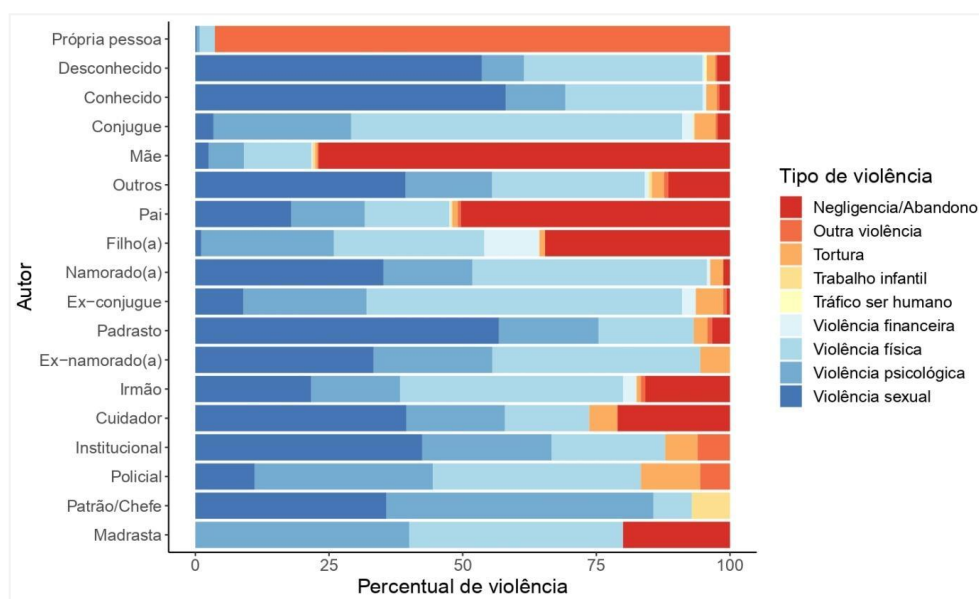 Própria pessoa
Desconhecido
Conhecido
Conjugue
Mãe
Outros
Pai
Filho(a)
Namorado(a)
Ex−conjugue
Padrasto
Ex−namorado(a)
Irmão
Cuidador
Institucional
Policial
Patrão/Chefe
Madrasta
Autor
0
25
50
75
100
Percentual de violência
Tipo de violência
Negligencia/Abandono
Outra violência
Tortura
Trabalho infantil
Tráfico ser humano
Violência financeira
Violência física
Violência psicológica
Violência sexual